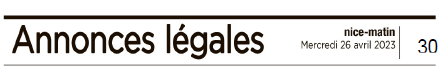 Annonces légales
nice-matin
Mercredi 26 avril 2023
30